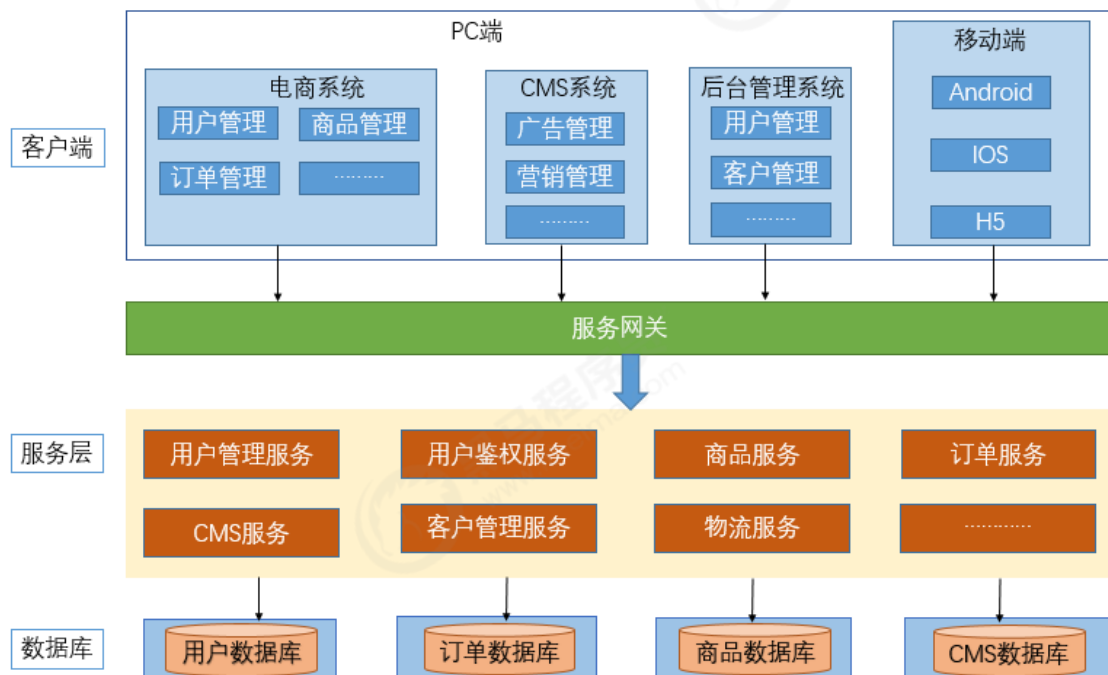 PC端
移动端
电商系统
CMS系统
后台管理系统
用户管理
商品管理
订单管理
………
广告管理
营销管理
………
用户管理
客户管理
………
Android
IOS
H5
客户端
服务网关
服务层
用户管理服务
用户鉴权服务
商品服务
订单服务
CMS服务
客户管理服务
物流服务
…………
数据库
用户数据库
订单数据库
商品数据库
CMS数据库